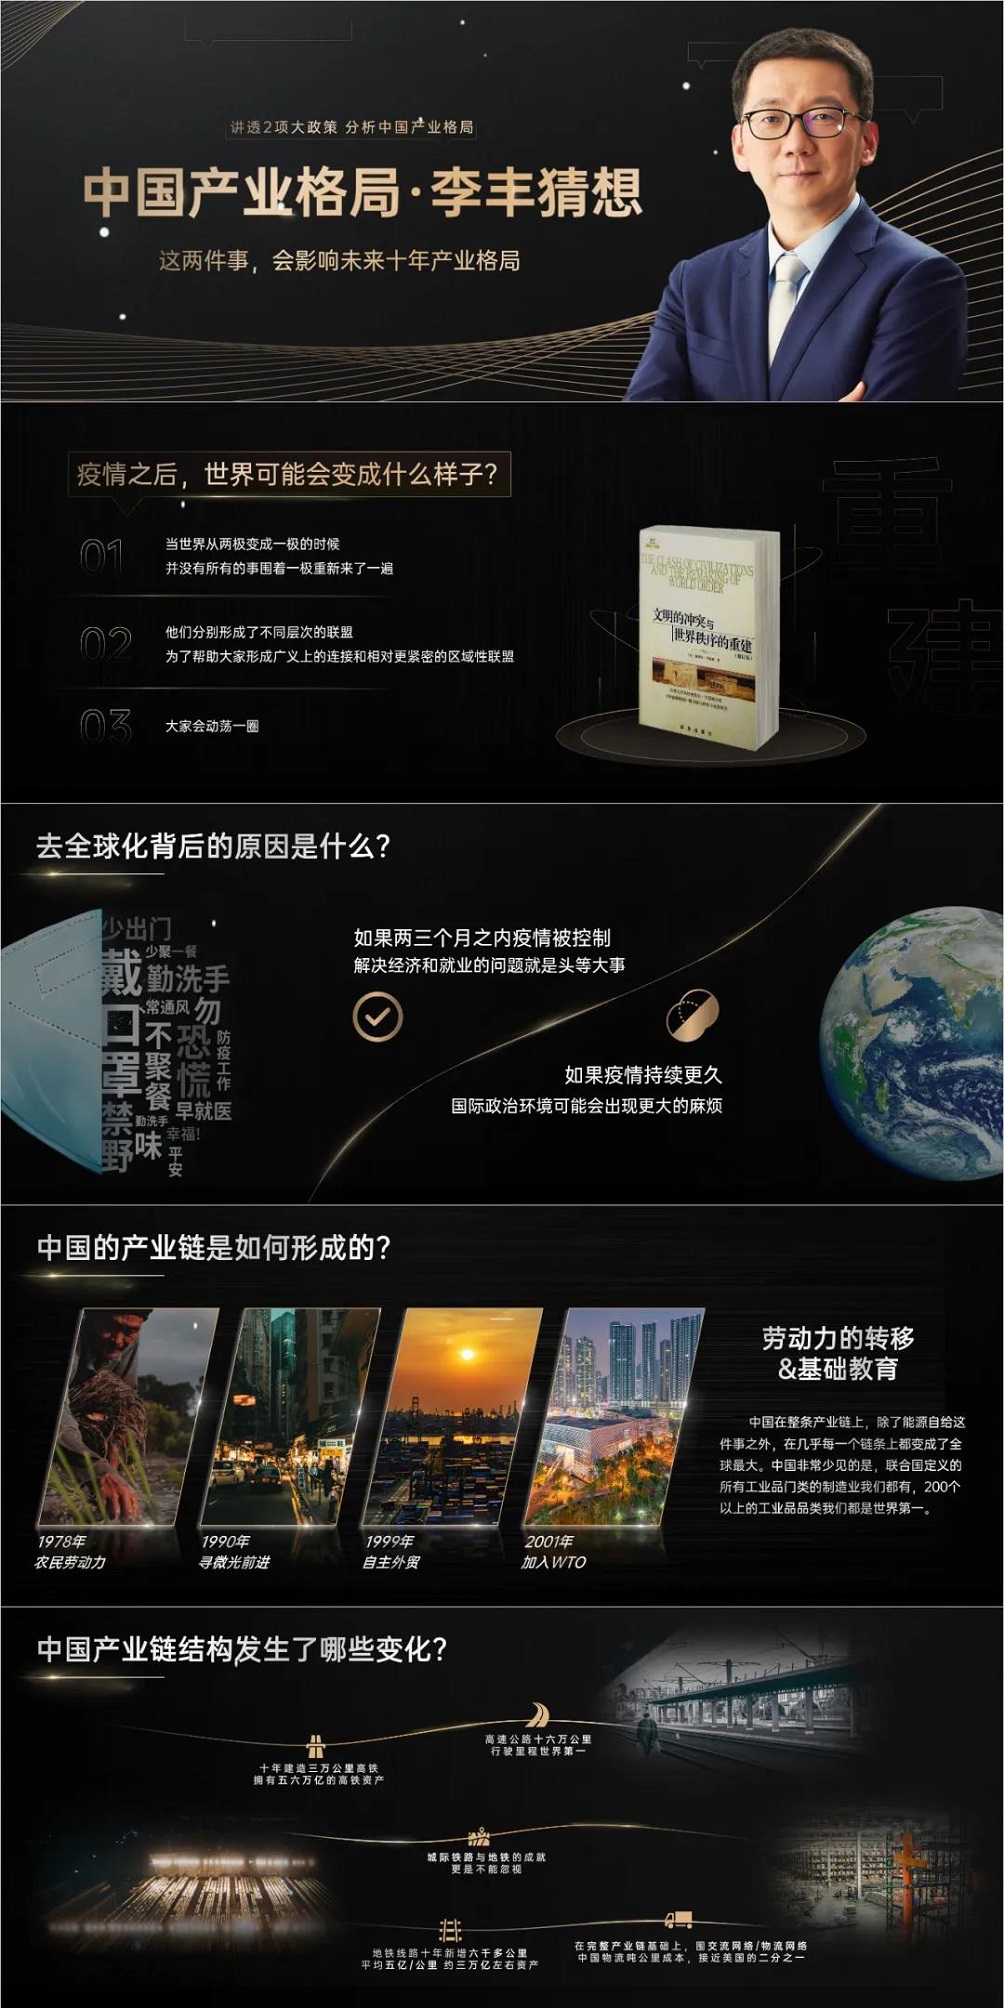 讲透2项大政策 分析中国产业格局
中国产业格局·李丰猜想
这两件事，会影响未来十年产业格局
疫情之后，世界可能会变成什么样子？
01
当世界从两极变成一极的时候
并没有所有的事围着一极重新来了一遍
02
他们分别形成了不同层次的联盟
为了帮助大家形成广义上的连接和相对更紧密的区域性联盟
03
大家会动荡一圈
重
建
THE CLASH OF CIVILIZATIONS
AND THE REMAKING OF
WORLD ORDER
文明的冲突与
世界秩序的重建
（修订版）
新华出版社
去全球化背后的原因是什么？
少出门
戴口罩
少聚一餐
勤洗手
常通风
勿恐慌
不聚餐
防疫工作
早就医
禁野味
勤洗手
幸福！
平安
如果两三个月之内疫情被控制
解决经济和就业的问题就是头等大事
如果疫情持续更久
国际政治环境可能会出现更大的麻烦
中国的产业链是如何形成的？
1978年
农民劳动力
1990年
寻微光前进
1999年
自主外贸
2001年
加入WTO
劳动力的转移
&基础教育
中国在整条产业链上，除了能源自给这
件事之外，在几乎每一个链条上都变成了全
球最大。中国非常少见的是，联合国定义的
所有工业品门类的制造业我们都有，200个
以上的工业品品类我们都是世界第一。
中国产业链结构发生了哪些变化？
十年建造三万公里高铁
拥有五六万亿的高铁资产
高速公路十六万公里
行驶里程世界第一
城际铁路与地铁的成就
更是不能忽视
地铁线路十年新增六千多公里
平均五亿/公里 约三万亿左右资产
在完整产业链基础上，围交流网络/物流网络
中国物流吨公里成本，接近美国的二分之一